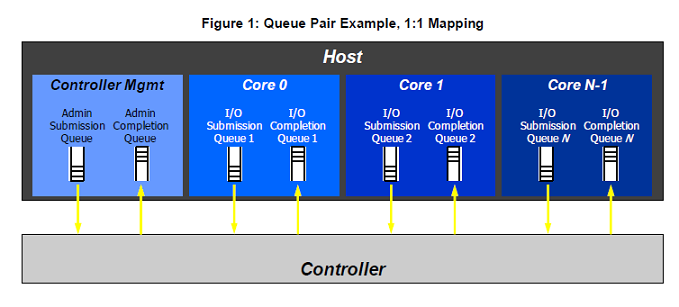 Figure 1: Queue Pair Example, 1:1 Mapping
Host
Controller Mgmt
Admin
Submission
Queue
Admin
Completion
Queue
Core 0
I/O
Submission
Queue 1
I/O
Completion
Queue 1
Core 1
I/O
Submission
Queue 2
I/O
Completion
Queue 2
Core N-1
I/O
Submission
Queue N
I/O
Completion
Queue N
Controller